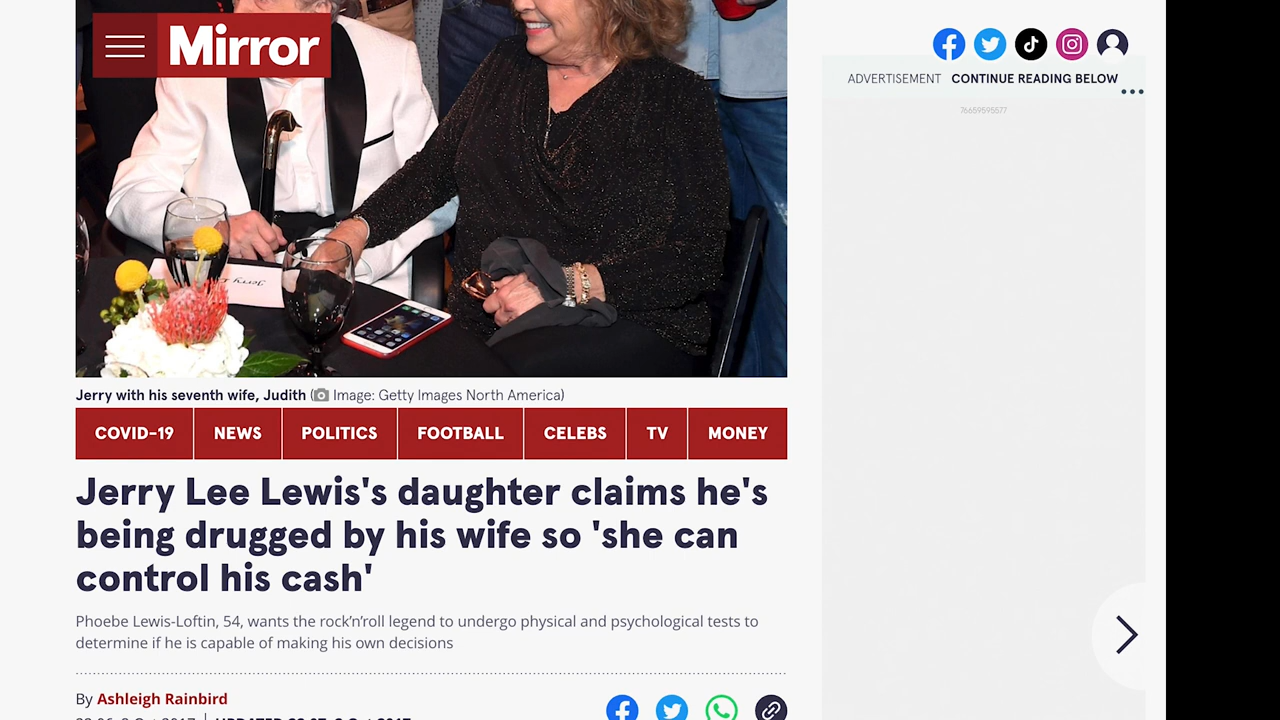 Mirror
ADVERTISEMENT CONTINUE READING BELOW
76659595577
Jerry with his seventh wife, Judith (Image: Getty Images North America)
COVID-19 NEWS POLITICS FOOTBALL CELEBS TV MONEY
Jerry Lee Lewis's daughter claims he's
being drugged by his wife so 'she can
control his cash'
Phoebe Lewis-Loftin, 54, wants the rock'n'roll legend to undergo physical and psychological tests to
determine if he is capable of making his own decisions
By Ashleigh Rainbird